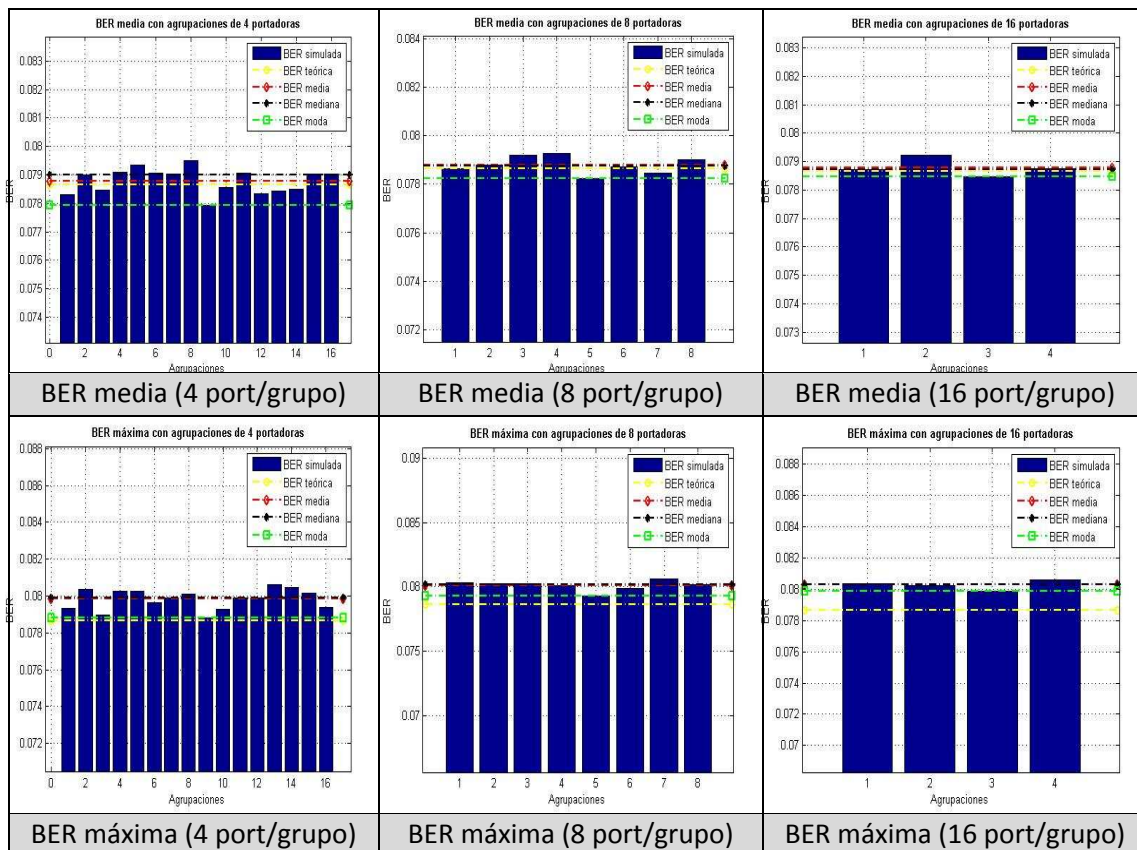 BER media con agrupaciones de 4 portadoras
0.083
0.082
0.081
0.08
0.079
0.078
0.077
0.076
0.075
0.074
BER
BER simulada
BER teórica
BER media
BER mediana
BER moda
0 2 4 6 8 10 12 14 16
Agrupaciones
BER media (4 port/grupo)
BER media con agrupaciones de 8 portadoras
0.084
0.082
0.08
0.078
0.076
0.074
0.072
BER
BER simulada
BER teórica
BER media
BER mediana
BER moda
1 2 3 4 5 6 7 8
Agrupaciones
BER media (8 port/grupo)
BER media con agrupaciones de 16 portadoras
0.083
0.082
0.081
0.08
0.079
0.078
0.077
0.076
0.075
0.074
0.073
BER
BER simulada
BER teórica
BER media
BER mediana
BER moda
1 2 3 4
Agrupaciones
BER media (16 port/grupo)
BER máxima con agrupaciones de 4 portadoras
0.088
0.086
0.084
0.082
0.08
0.078
0.076
0.074
0.072
BER
BER simulada
BER teórica
BER media
BER mediana
BER moda
0 2 4 6 8 10 12 14 16
Agrupaciones
BER máxima (4 port/grupo)
BER máxima con agrupaciones de 8 portadoras
0.09
0.085
0.08
0.075
0.07
BER
BER simulada
BER teórica
BER media
BER mediana
BER moda
1 2 3 4 5 6 7 8
Agrupaciones
BER máxima (8 port/grupo)
BER máxima con agrupaciones de 16 portadoras
0.088
0.086
0.084
0.082
0.08
0.078
0.076
0.074
0.072
0.07
BER
BER simulada
BER teórica
BER media
BER mediana
BER moda
1 2 3 4
Agrupaciones
BER máxima (16 port/grupo)